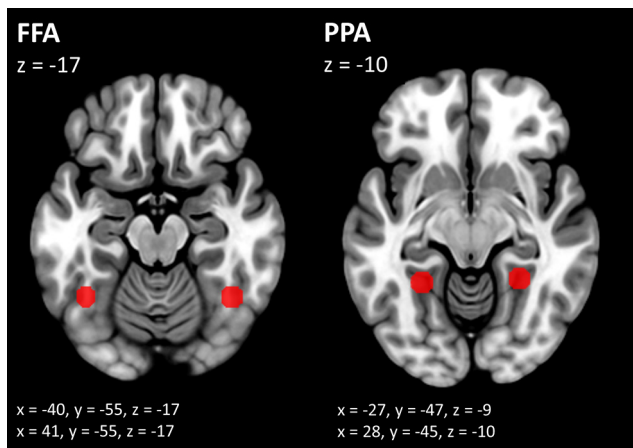 FFA
z = -17
x = -40, y = -55, z = -17
x = 41, y = -55, z = -17
PPA
z = -10
x = -27, y = -47, z = -9
x = 28, y = -45, z = -10